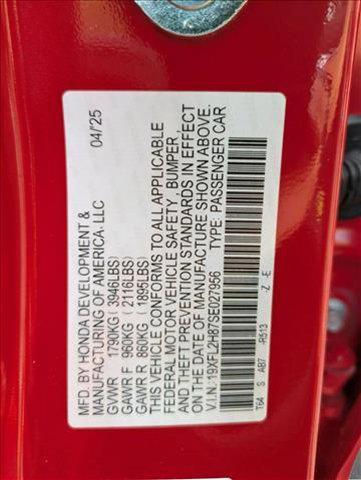 MFD. BY HONDA DEVELOPMENT & 04/'25
MANUFACTURING OF AMERICA, LLC
GVWR 1790KG ( 3946LBS)
GAWR F 960KG ( 2116LBS)
GAWR R 860KG ( 1895LBS)
THIS VEHICLE CONFORMS TO ALL APPLICABLE
FEDERAL MOTOR VEHICLE SAFETY, BUMPER,
AND THEFT PREVENTION STANDARDS IN EFFECT
ON THE DATE OF MANUFACTURE SHOWN ABOVE.
V.I.N.:19XFL2H87SE027956 TYPE: PASSENGER CAR
T64 S AB7 -R513 -Z -E